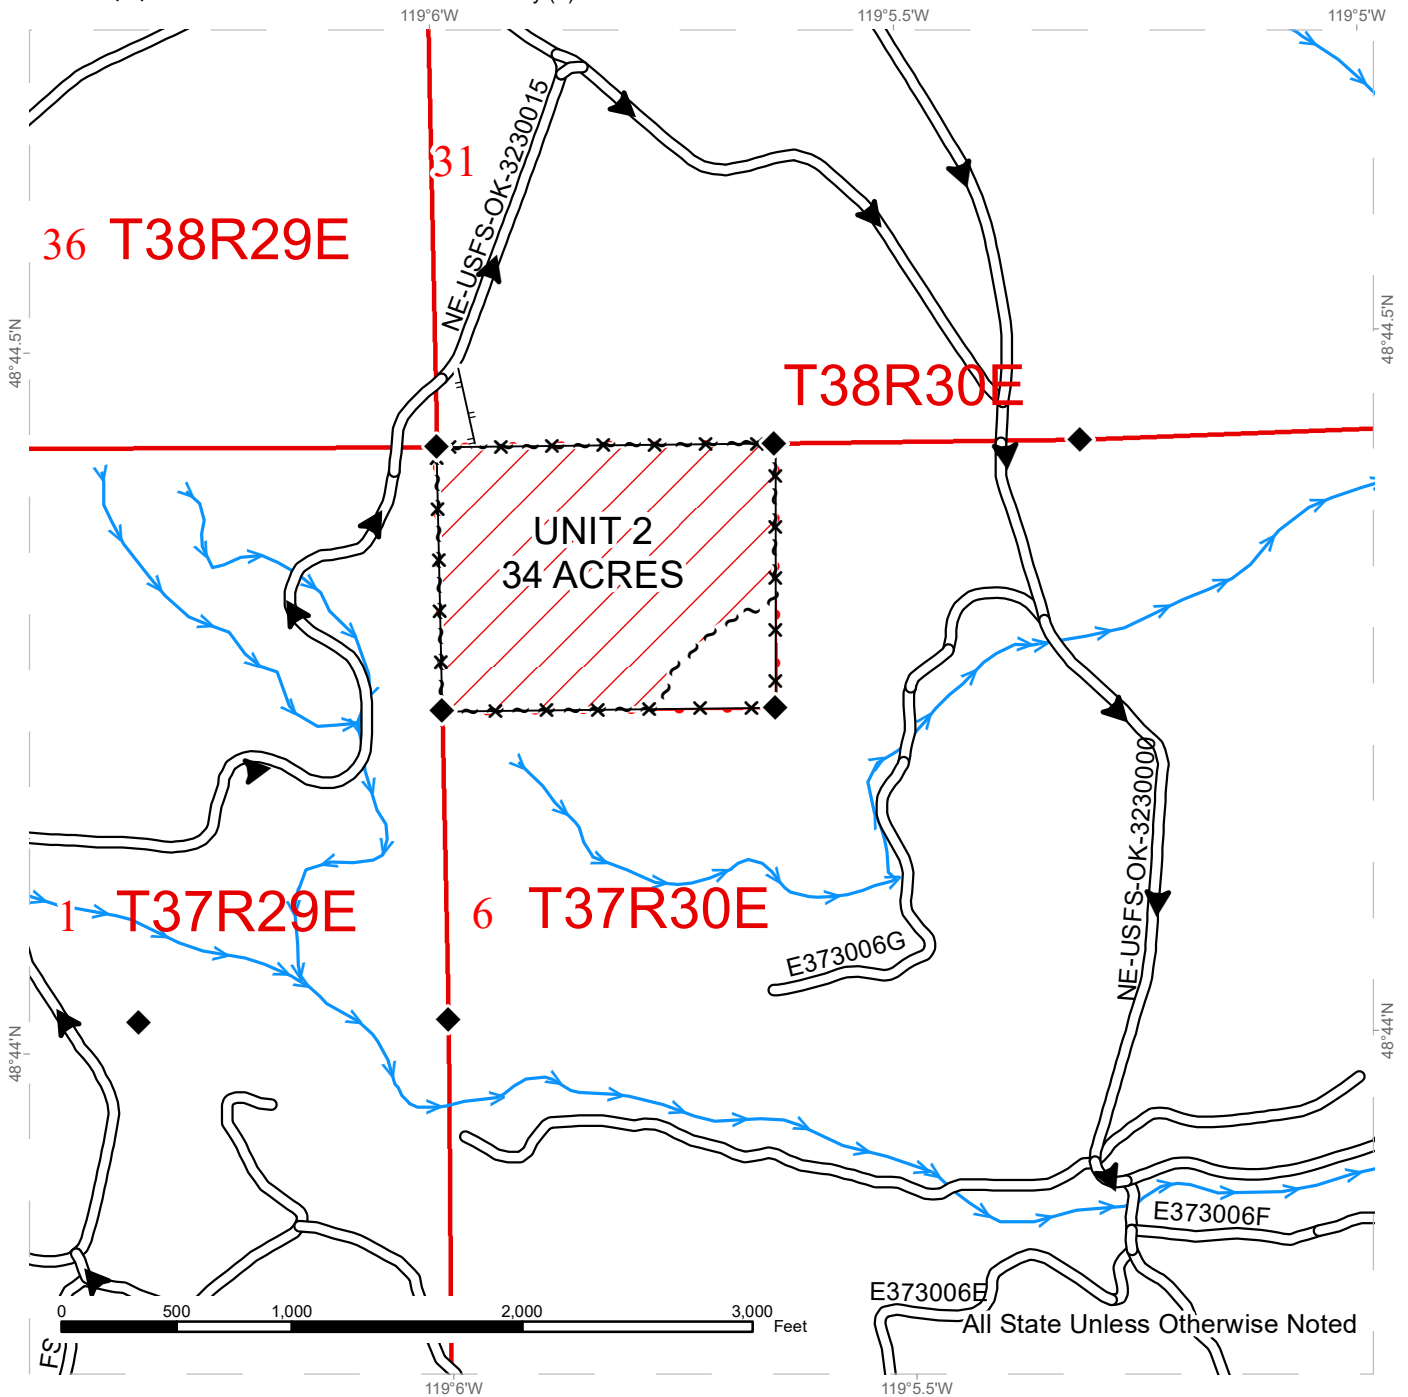 119°6'W
119°5.5'W
119°5'W
31
NE-USFS-OK-3230015
36 T38R29E
48°44.5'N
48°44.5'N
T38R30E
UNIT 2
34 ACRES
NE-USFS-OK-3230000
1 T37R29E
6 T37R30E
E373006G
48°44'N
48°44'N
E373006F
E373006E
0 500 1,000 2,000 3,000
Feet
All State Unless Otherwise Noted
FS
119°6'W
119°5.5'W